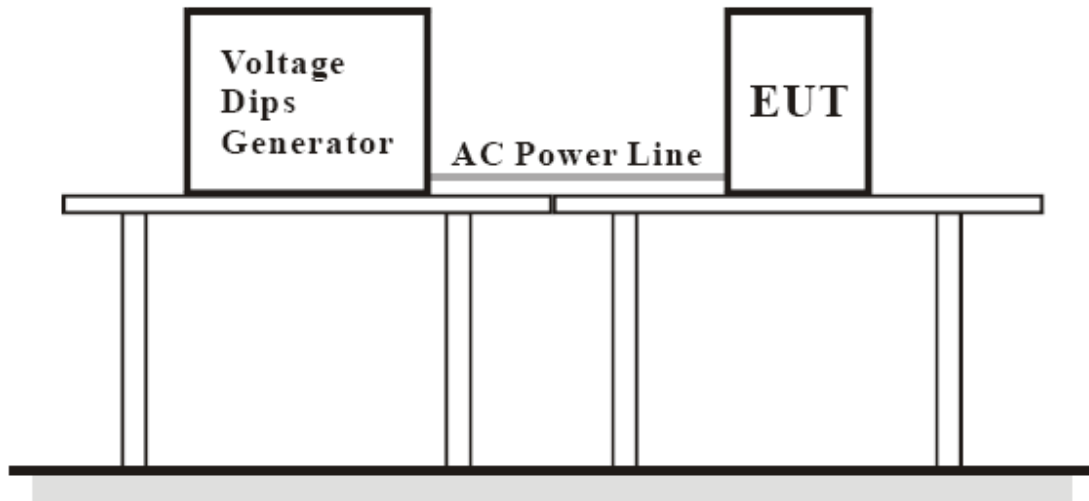 Voltage
Dips
Generator
EUT
AC Power Line